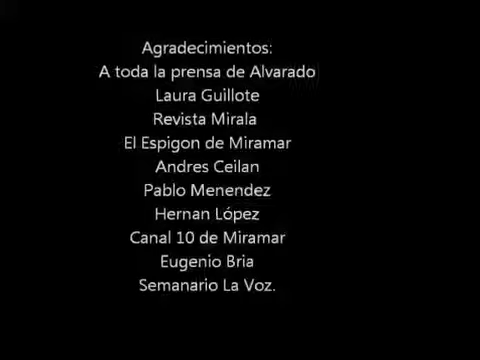 Agradecimientos:
A toda la prensa de Alvarado
Laura Guillote
Revista Mirala
El Espigon de Miramar
Andres Ceilan
Pablo Menendez
Hernan López
Canal 10 de Miramar
Eugenio Bria
Semanario La Voz.